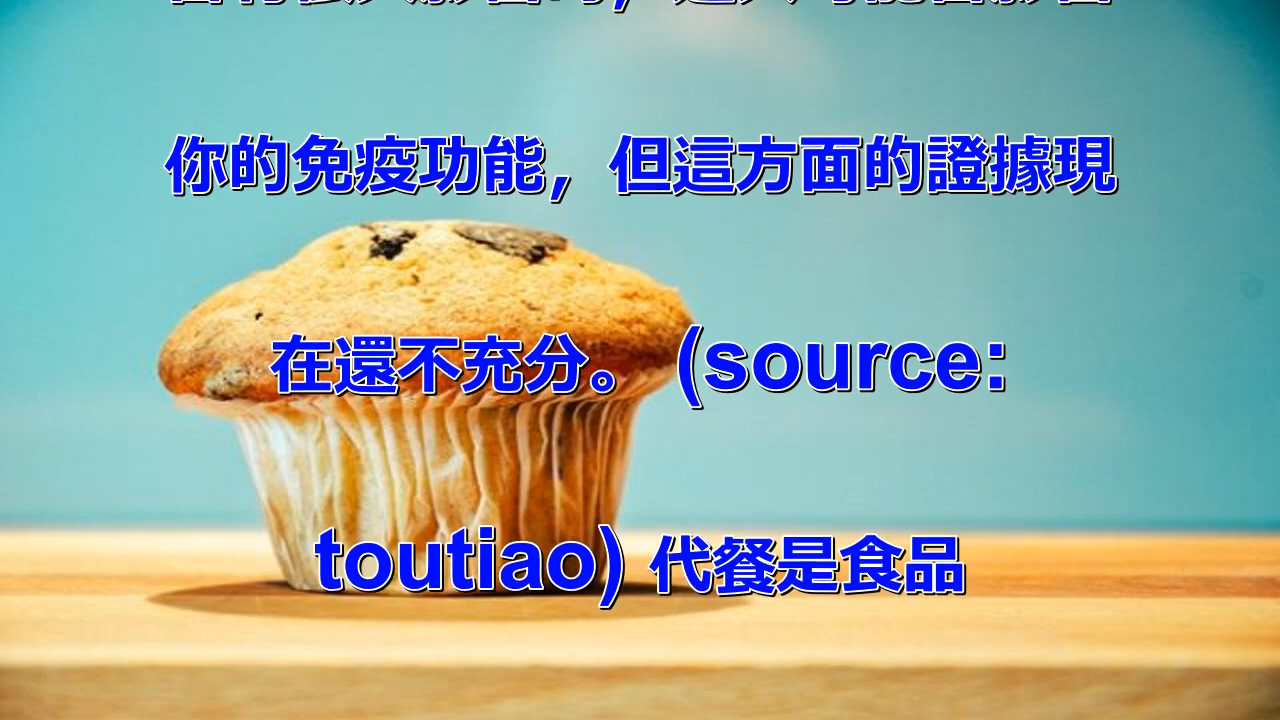 你的免疫功能，但這方面的證據現
在還不充分。 (source:
toutiao) 代餐是食品